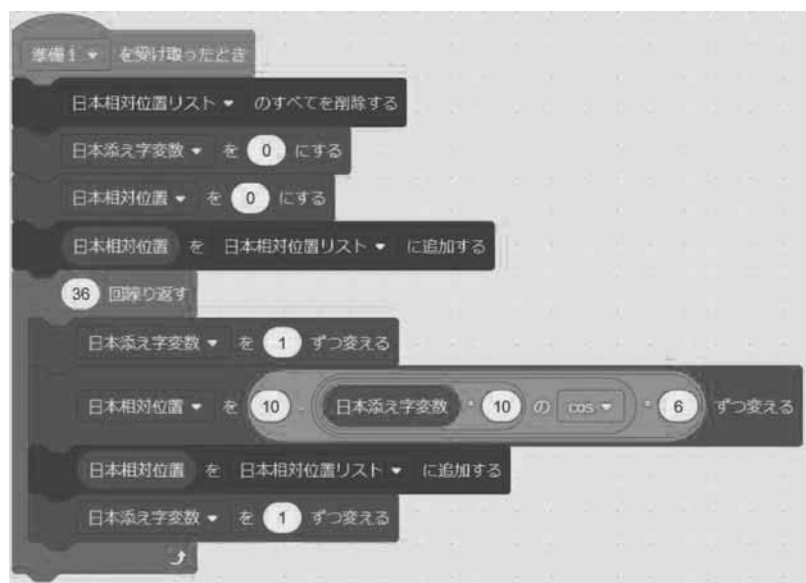 準備1 を受け取ったとき
日本相対位置リスト のすべてを削除する
日本添え字変数 を 0 にする
日本相対位置 を 0 にする
日本相対位置 を 日本相対位置リスト に追加する
36 回繰り返す
日本添え字変数 を 1 ずつ変える
日本相対位置 を 10 - 日本添え字変数 * 10 の cos * 6 ずつ変える
日本相対位置 を 日本相対位置リスト に追加する
日本添え字変数 を 1 ずつ変える